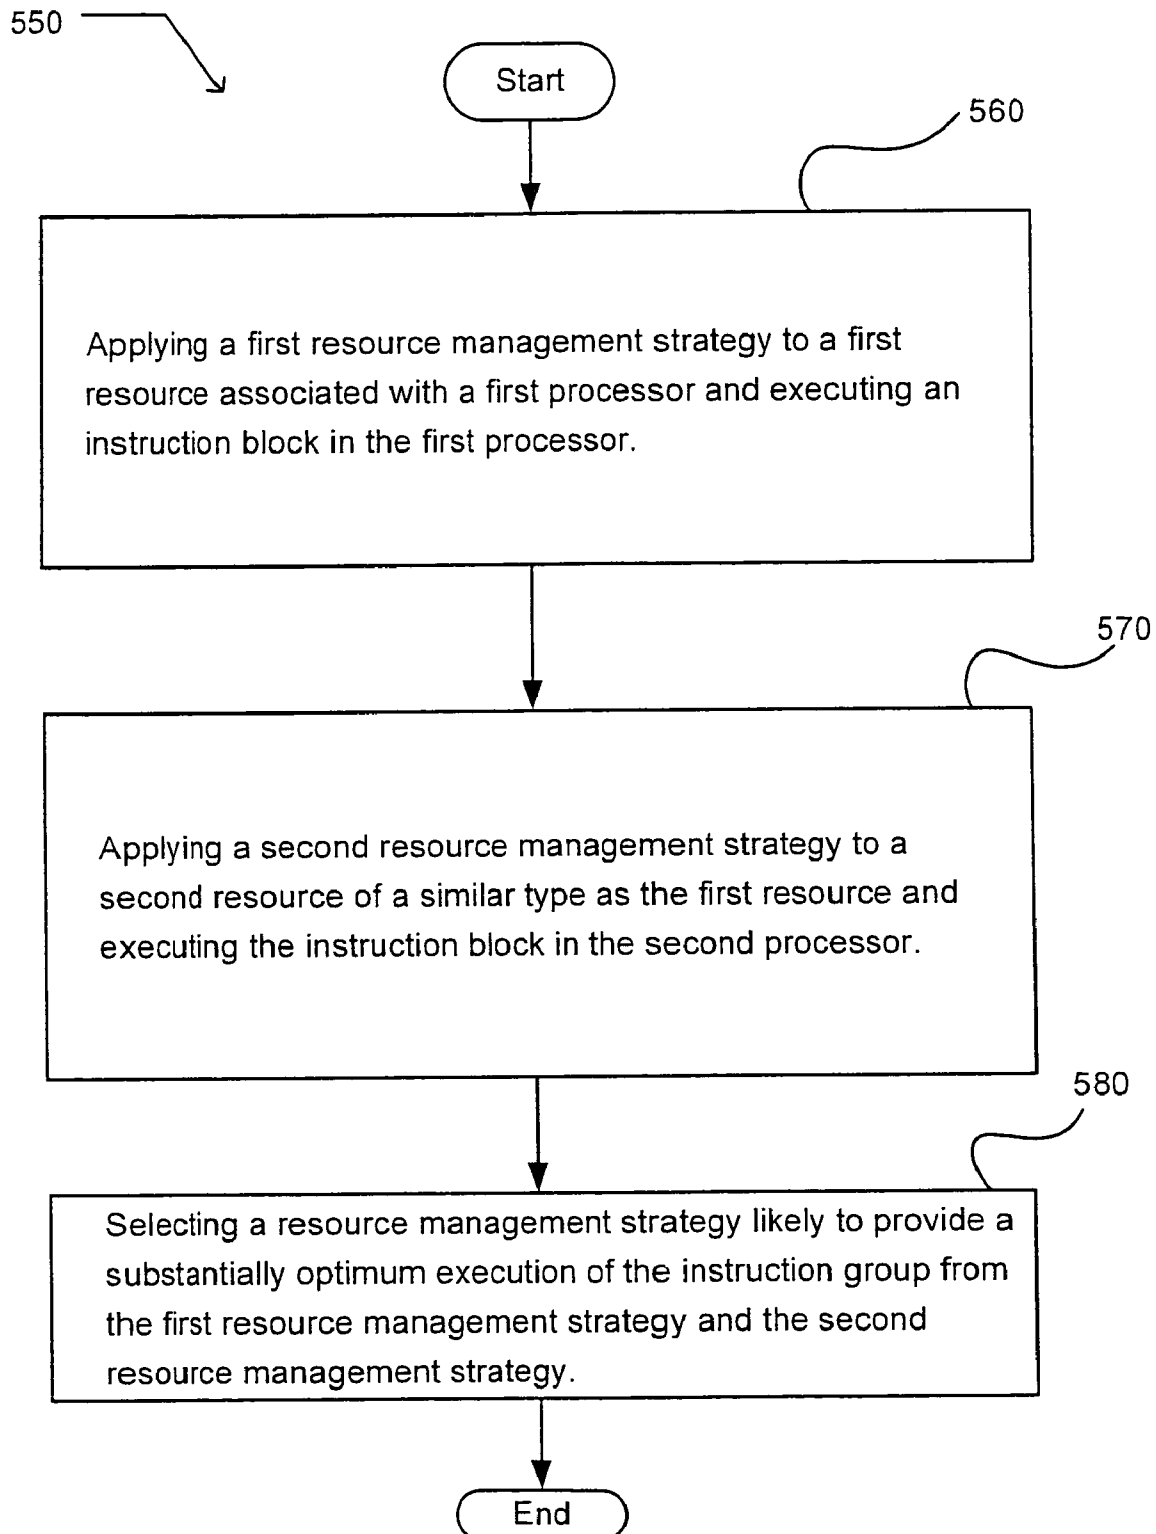 550
Start
560
Applying a first resource management strategy to a first
resource associated with a first processor and executing an
instruction block in the first processor.
570
Applying a second resource management strategy to a
second resource of a similar type as the first resource and
executing the instruction block in the second processor.
580
Selecting a resource management strategy likely to provide a
substantially optimum execution of the instruction group from
the first resource management strategy and the second
resource management strategy.
End